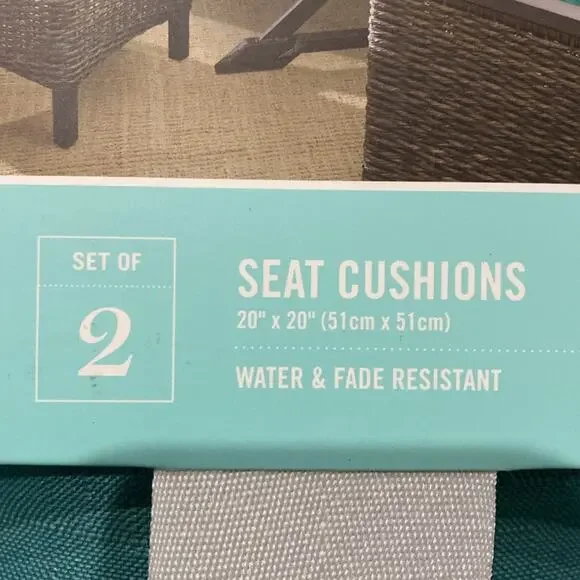 SET OF
2
SEAT CUSHIONS
20" x 20" (51cm x 51cm)
WATER & FADE RESISTANT